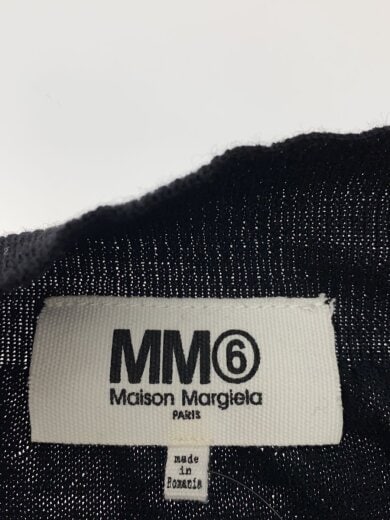 MM⑥
Maison Margiela
PARIS
made
in
Romania